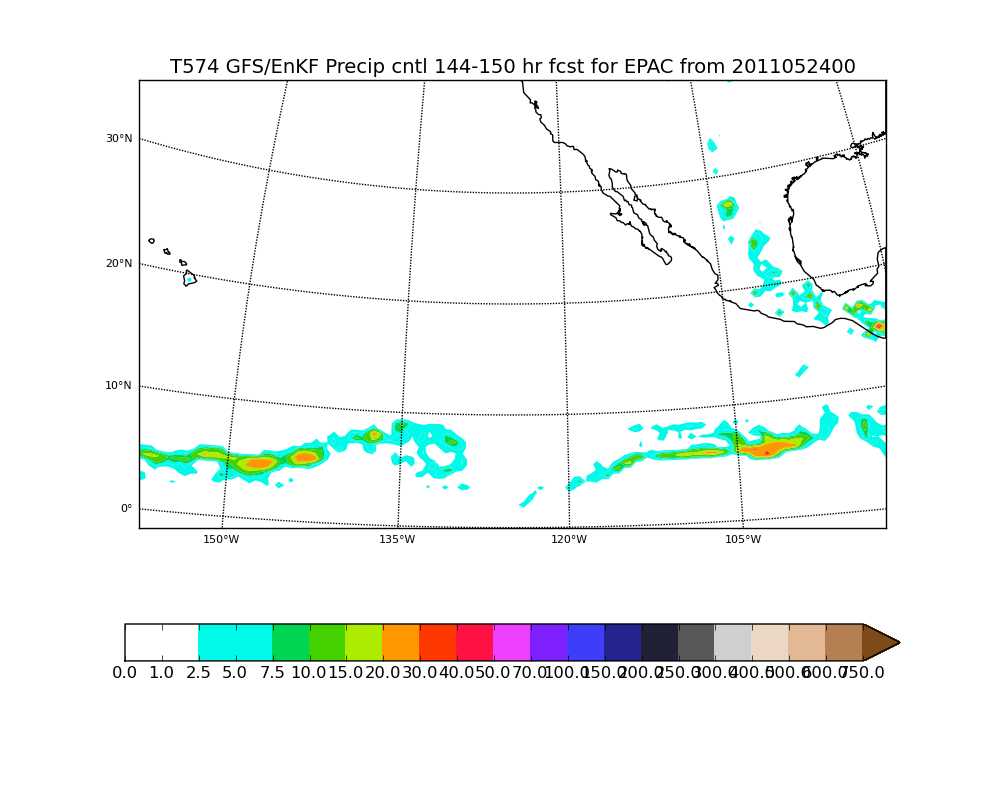 T574 GFS/EnKF Precip cntl 144-150 hr fcst for EPAC from 2011052400
30°N
20°N
10°N
0°
150°W 135°W 120°W 105°W
0.0 1.0 2.5 5.0 7.5 10.0 15.0 20.0 30.0 40.0 50.0 70.0 100.0 150.0 200.0 250.0 300.0 400.0 500.0 600.0 750.0